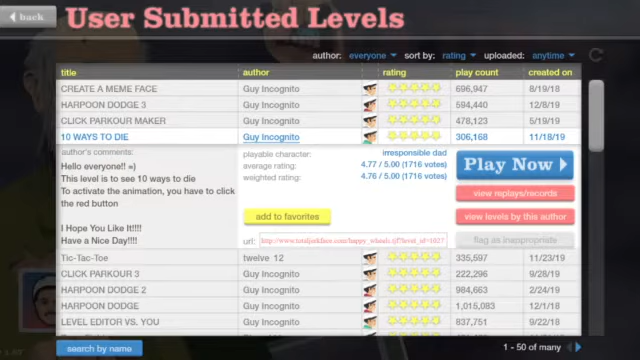 back
User Submitted Levels
author: everyone sort by: rating uploaded: anytime
title author rating play count created on
CREATE A MEME FACE Guy Incognito 696,947 8/19/18
HARPOON DODGE 3 Guy Incognito 594,440 12/8/19
CLICK PARKOUR MAKER Guy Incognito 478,123 5/19/19
10 WAYS TO DIE Guy Incognito 306,168 11/18/19
author's comments:
Hello everyone!! =)
This level is to see 10 ways to die
To activate the animation, you have to click
the red button
I Hope You Like It!!!!
Have a Nice Day!!!!
playable character: irresponsible dad
average rating: 4.77 / 5.00 (1716 votes)
weighted rating: 4.76 / 5.00 (1716 votes)
add to favorites
Play Now
view replays/records
view levels by this author
flag as inappropriate
url:
Tic-Tac-Toe twelve 12 335,597 11/23/19
CLICK PARKOUR 3 Guy Incognito 222,296 9/28/19
HARPOON DODGE 2 Guy Incognito 984,663 2/24/19
HARPOON DODGE Guy Incognito 1,015,083 12/1/18
LEVEL EDITOR VS. YOU Guy Incognito 837,751 9/22/18
search by name
1 - 50 of many